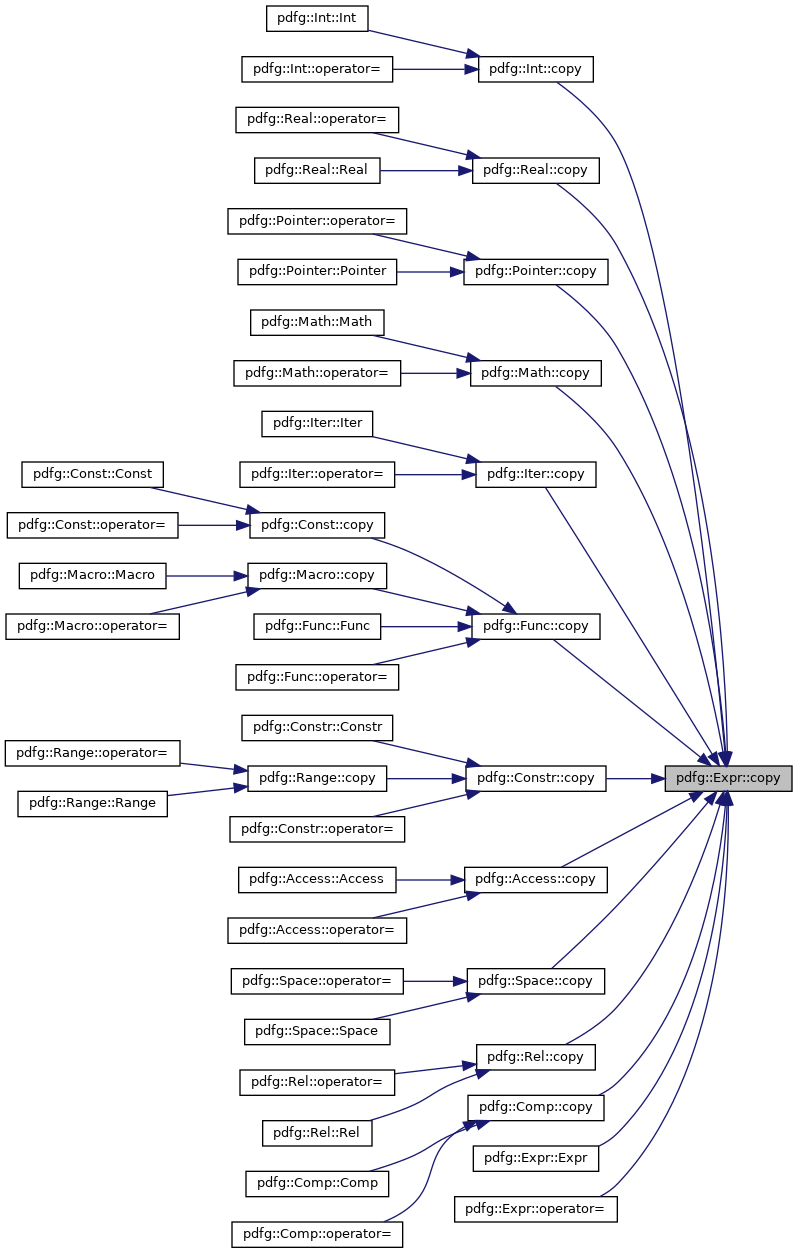 pdfg::Int::Int
pdfg::Int::operator=
pdfg::Int::copy
pdfg::Real::operator=
pdfg::Real::Real
pdfg::Real::copy
pdfg::Pointer::operator=
pdfg::Pointer::Pointer
pdfg::Pointer::copy
pdfg::Math::Math
pdfg::Math::operator=
pdfg::Math::copy
pdfg::Iter::Iter
pdfg::Iter::operator=
pdfg::Iter::copy
pdfg::Const::Const
pdfg::Const::operator=
pdfg::Const::copy
pdfg::Macro::Macro
pdfg::Macro::copy
pdfg::Macro::operator=
pdfg::Func::Func
pdfg::Func::copy
pdfg::Func::operator=
pdfg::Constr::Constr
pdfg::Range::operator=
pdfg::Range::copy
pdfg::Constr::copy
pdfg::Expr::copy
pdfg::Range::Range
pdfg::Constr::operator=
pdfg::Access::Access
pdfg::Access::copy
pdfg::Access::operator=
pdfg::Space::operator=
pdfg::Space::copy
pdfg::Space::Space
pdfg::Rel::copy
pdfg::Rel::operator=
pdfg::Comp::copy
pdfg::Rel::Rel
pdfg::Expr::Expr
pdfg::Comp::Comp
pdfg::Expr::operator=
pdfg::Comp::operator=